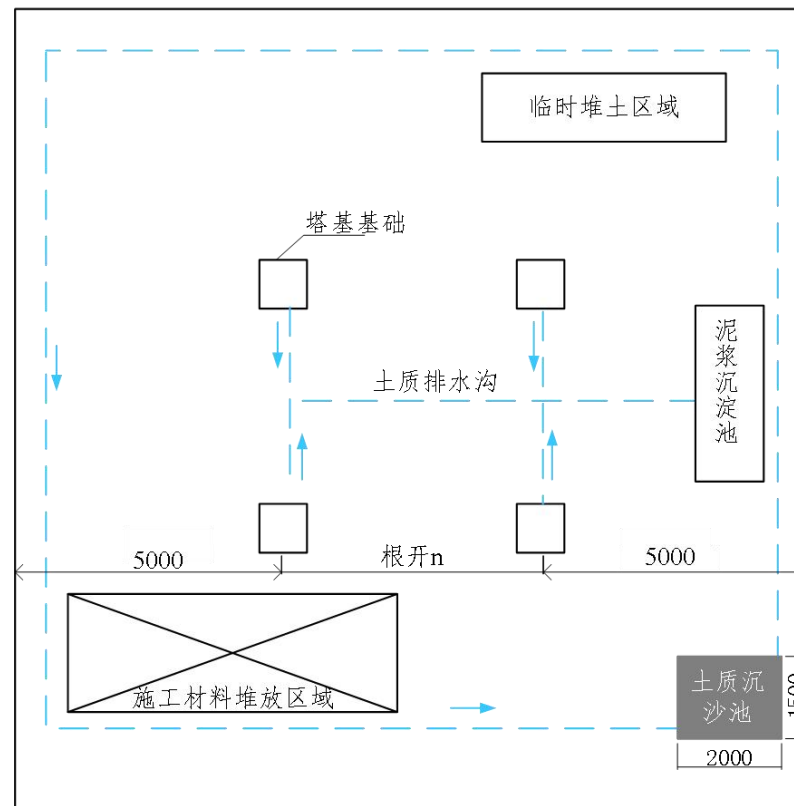 临时堆土区域
塔基基础
泥浆沉淀池
土质排水沟
5000
根开n
5000
施工材料堆放区域
土质沉
沙池
1500
2000